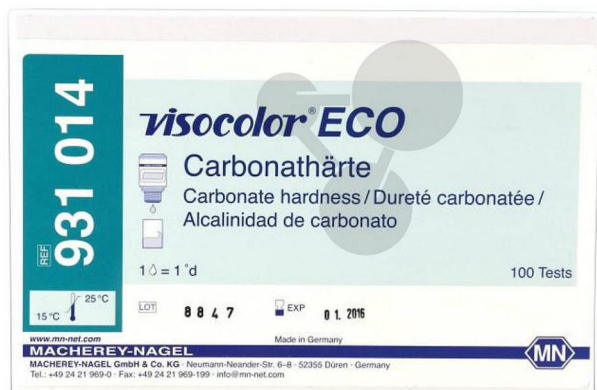 REF
931 014
visocolor® ECO
Carbonathärte
Carbonate hardness / Dureté carbonatée /
Alcalinidad de carbonato
1 = 1 °d
100 Tests
15 °C
25 °C
LOT
8847
EXP
01. 2016
www.mn-net.com
Made in Germany
MACHEREY-NAGEL
MACHEREY-NAGEL GmbH & Co. KG · Neumann-Neander-Str. 6–8 · 52355 Düren · Germany
Tel.: +49 24 21 969-0 · Fax: +49 24 21 969-199 · info@mn-net.com
MN